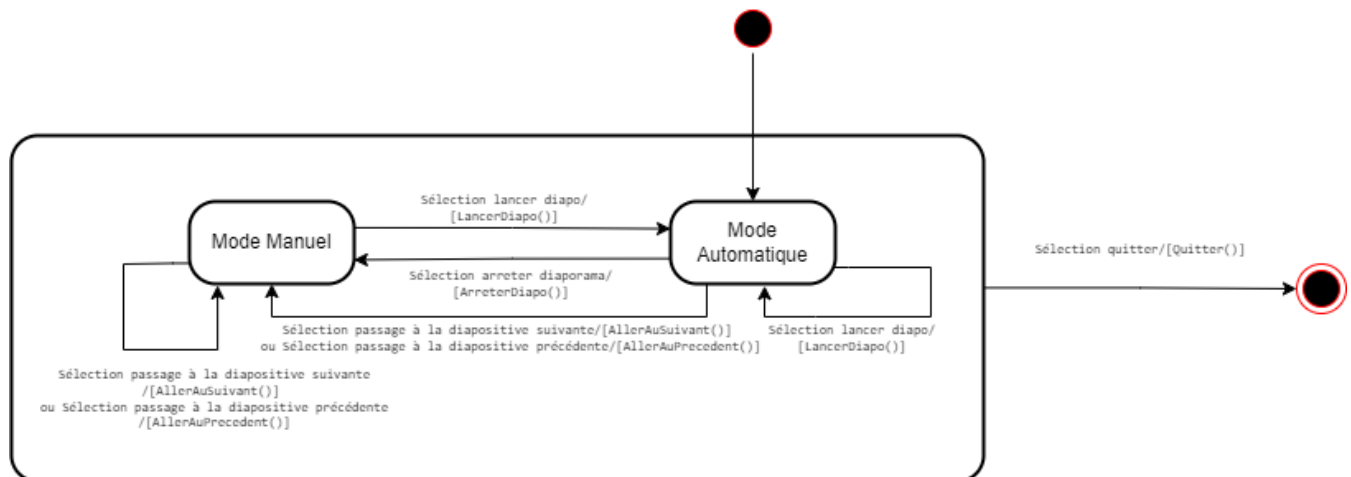 Sélection lancer diapo/
[LancerDiapo()]
Mode Manuel
Mode
Automatique
Sélection quitter/[Quitter()]
Sélection arreter diaporama/
[ArreterDiapo()]
Sélection passage à la diapositive suivante/[AllerAuSuivant()]
ou Sélection passage à la diapositive précédente/[AllerAuPrecedent()]
Sélection lancer diapo/
[LancerDiapo()]
Sélection passage à la diapositive suivante
/[AllerAuSuivant()]
ou Sélection passage à la diapositive précédente
/[AllerAuPrecedent()]